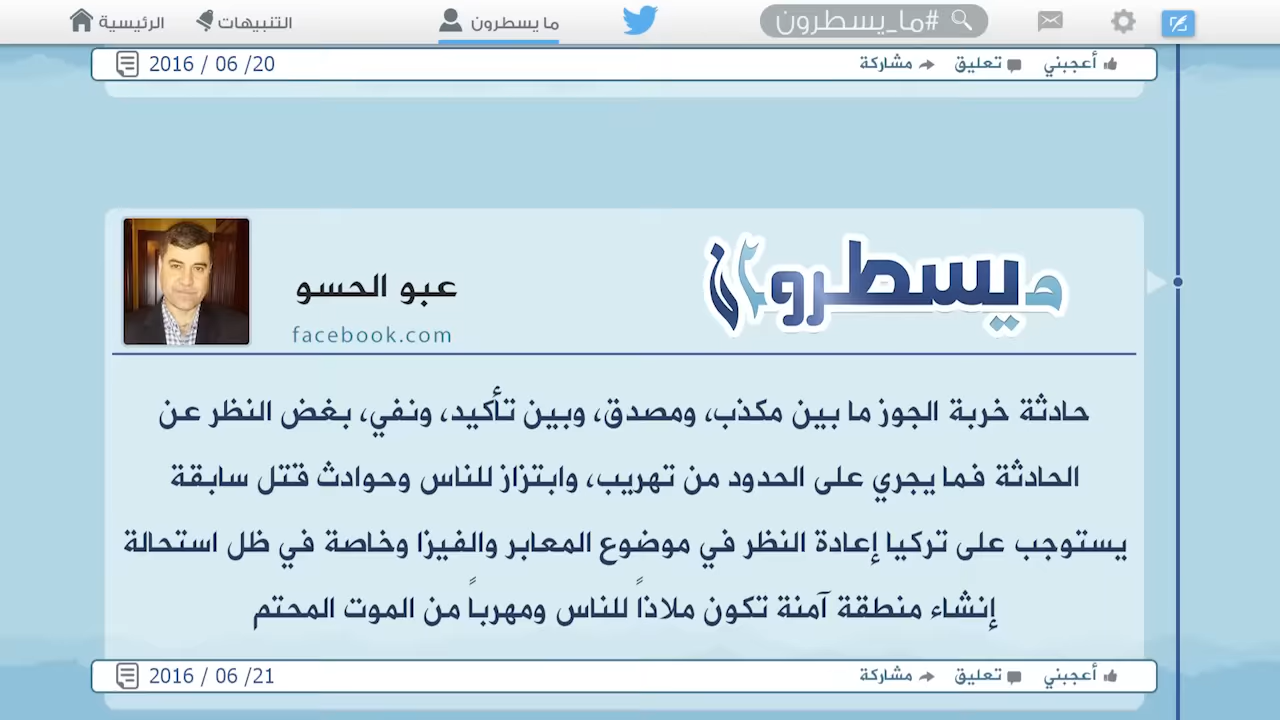 الرئيسية التنبيهات ما يسطرون #ما_يسطرون
20/ 06 / 2016 أعجبني تعليق مشاركة
ما يسطرون
عبو الحسو
facebook.com
حادثة خربة الجوز ما بين مكذب، ومصدق، وبين تأكيد، ونفي، بغض النظر عن
الحادثة فما يجري على الحدود من تهريب، وابتزاز للناس وحوادث قتل سابقة
يستوجب على تركيا إعادة النظر في موضوع المعابر والفيزا وخاصة في ظل استحالة
إنشاء منطقة آمنة تكون ملاذاً للناس ومهرباً من الموت المحتم
21/ 06 / 2016 أعجبني تعليق مشاركة